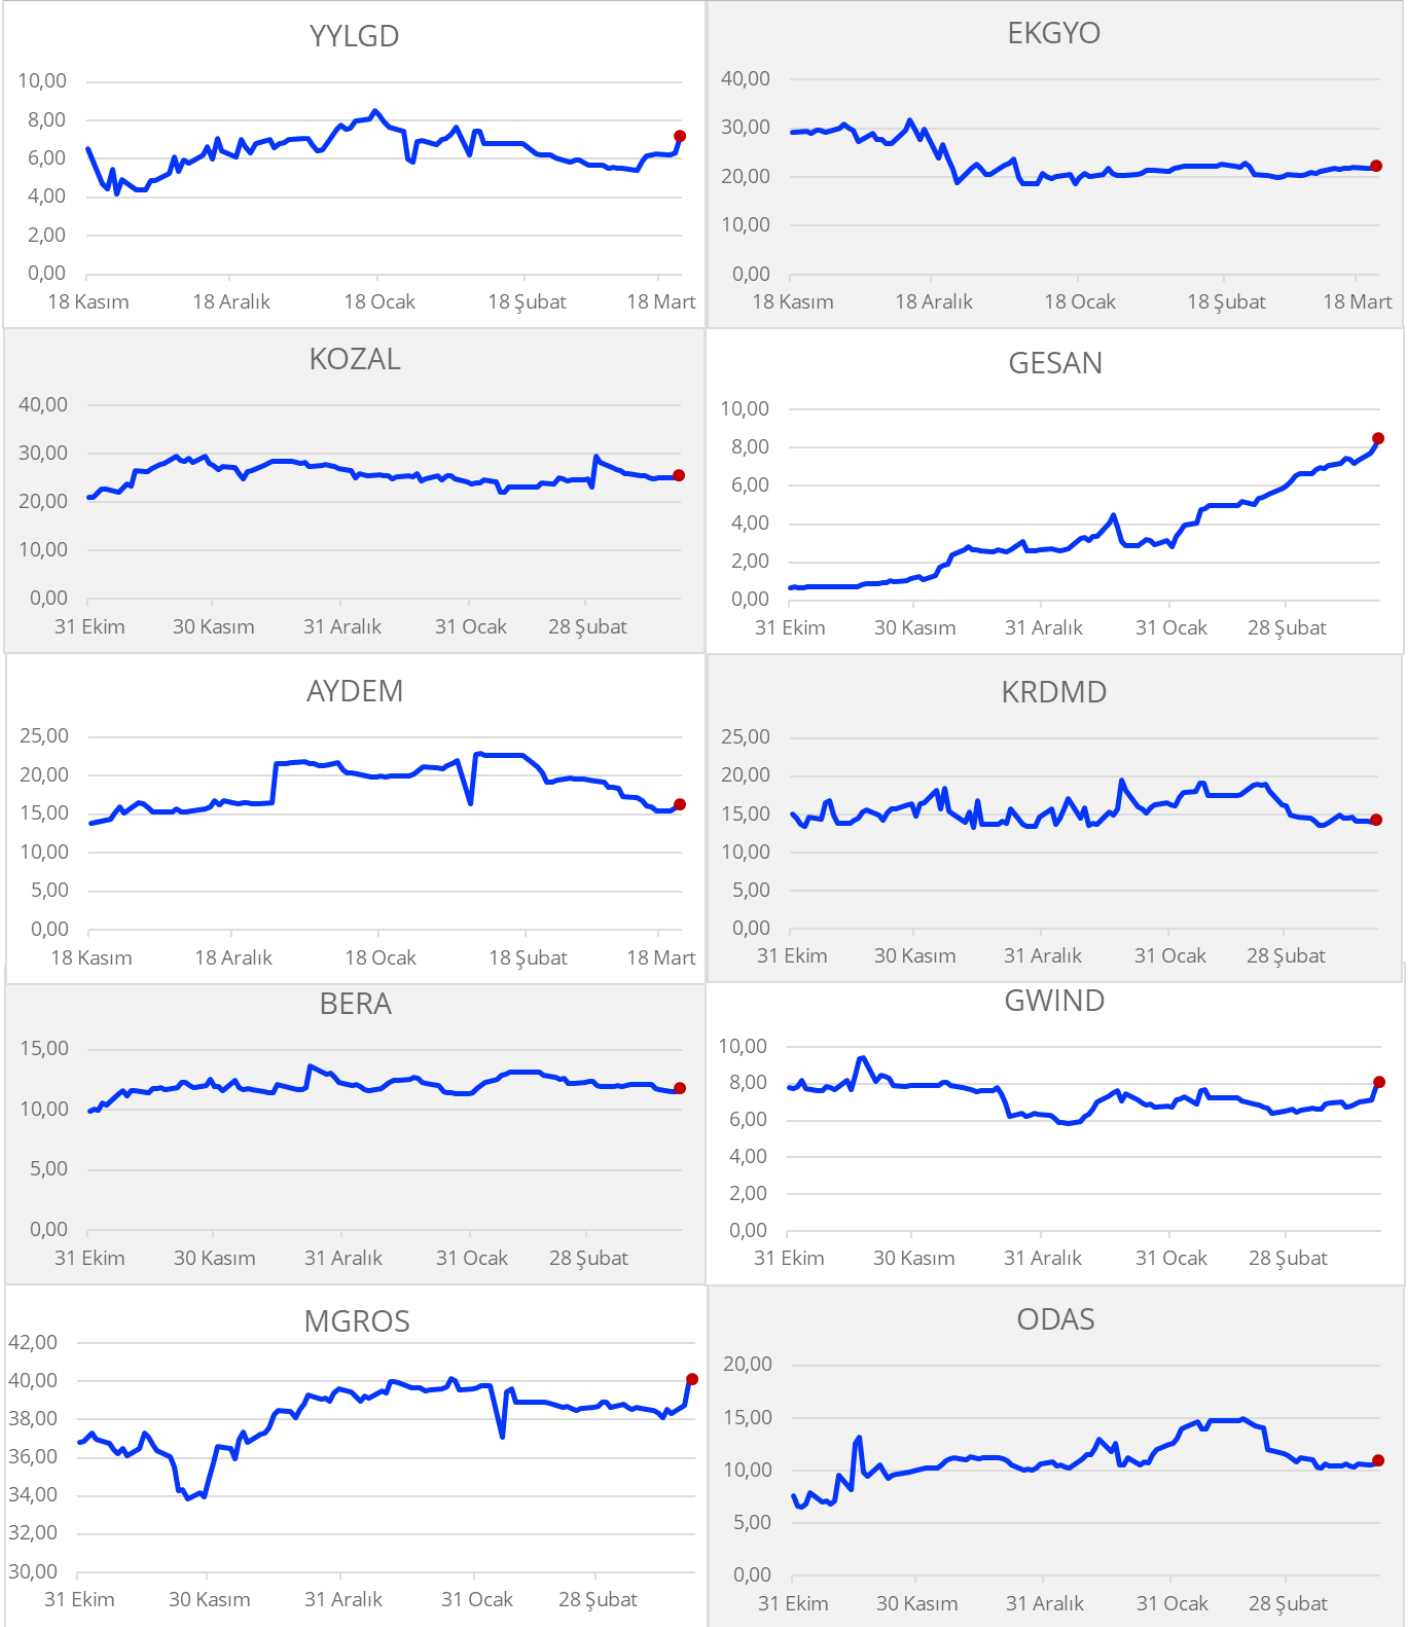 YYLGD
10,00
8,00
6,00
4,00
2,00
0,00
18 Kasım 18 Aralık 18 Ocak 18 Şubat 18 Mart
EKGYO
40,00
30,00
20,00
10,00
0,00
18 Kasım 18 Aralık 18 Ocak 18 Şubat 18 Mart
KOZAL
40,00
30,00
20,00
10,00
0,00
31 Ekim 30 Kasım 31 Aralık 31 Ocak 28 Şubat
GESAN
10,00
8,00
6,00
4,00
2,00
0,00
31 Ekim 30 Kasım 31 Aralık 31 Ocak 28 Şubat
AYDEM
25,00
20,00
15,00
10,00
5,00
0,00
18 Kasım 18 Aralık 18 Ocak 18 Şubat 18 Mart
KRDMD
25,00
20,00
15,00
10,00
5,00
0,00
31 Ekim 30 Kasım 31 Aralık 31 Ocak 28 Şubat
BERA
15,00
10,00
5,00
0,00
31 Ekim 30 Kasım 31 Aralık 31 Ocak 28 Şubat
GWIND
10,00
8,00
6,00
4,00
2,00
0,00
31 Ekim 30 Kasım 31 Aralık 31 Ocak 28 Şubat
MGROS
42,00
40,00
38,00
36,00
34,00
32,00
30,00
31 Ekim 30 Kasım 31 Aralık 31 Ocak 28 Şubat
ODAS
20,00
15,00
10,00
5,00
0,00
31 Ekim 30 Kasım 31 Aralık 31 Ocak 28 Şubat